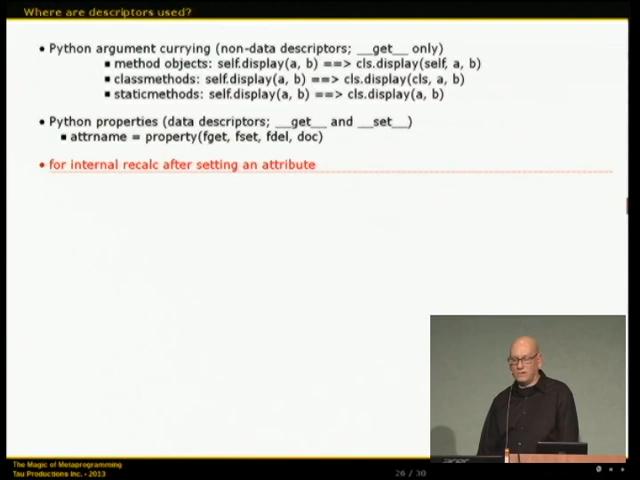 Where are descriptors used?
• Python argument currying (non-data descriptors; __get__ only)
▪ method objects: self.display(a, b) ==> cls.display(self, a, b)
▪ classmethods: self.display(a, b) ==> cls.display(cls, a, b)
▪ staticmethods: self.display(a, b) ==> cls.display(a, b)
• Python properties (data descriptors; __get__ and __set__)
▪ attrname = property(fget, fset, fdel, doc)
• for internal recalc after setting an attribute
acer
The Magic of Metaprogramming
Tau Productions Inc. - 2013
26 / 30